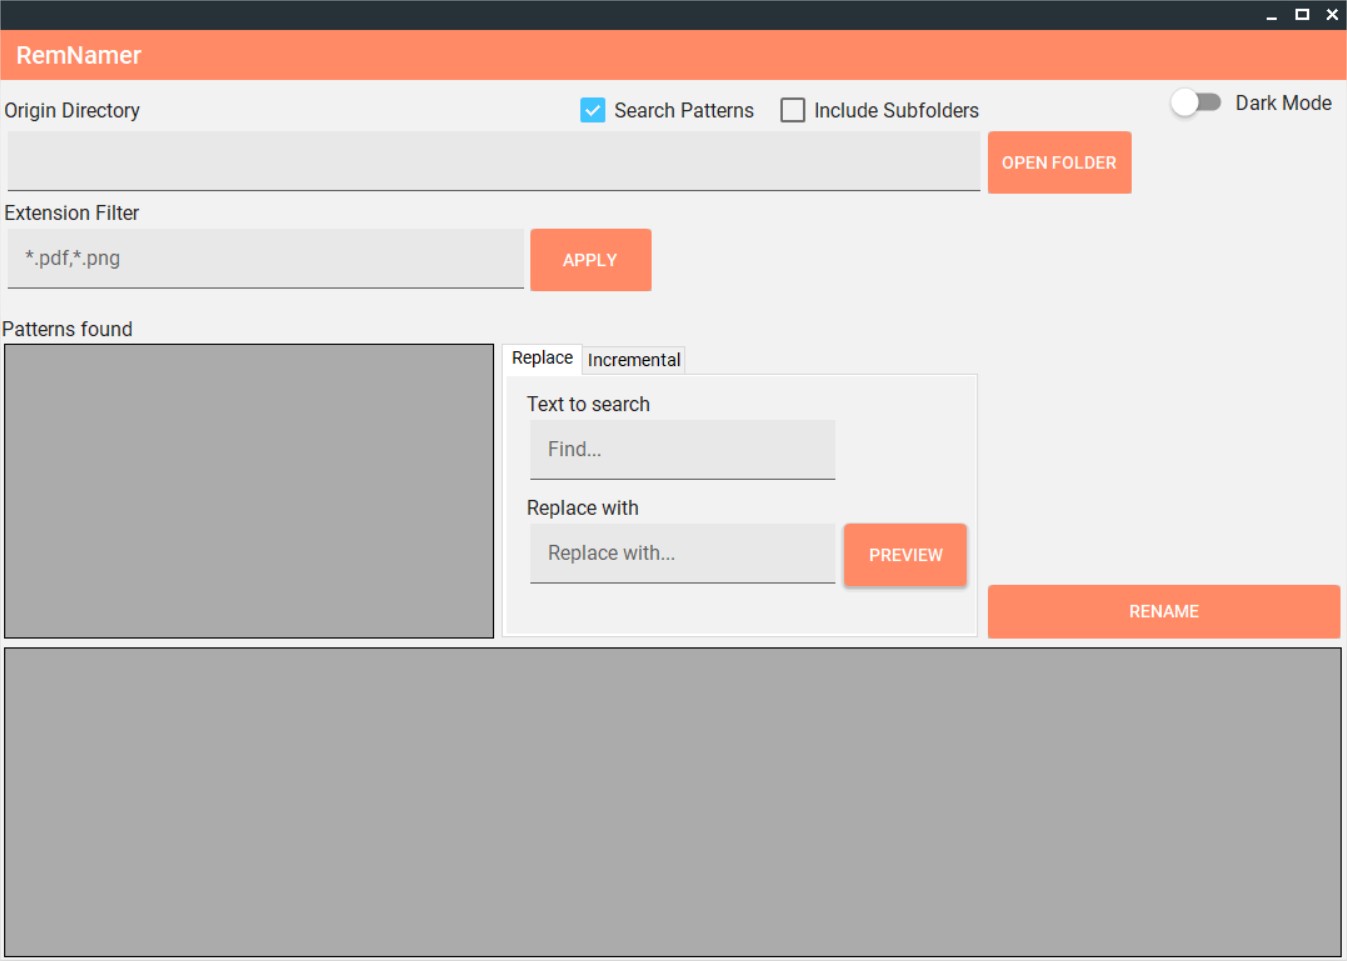 RemNamer
Origin Directory
Search Patterns
Include Subfolders
Dark Mode
OPEN FOLDER
Extension Filter
*.pdf,*.png
APPLY
Patterns found
Replace
Incremental
Text to search
Find...
Replace with
Replace with...
PREVIEW
RENAME